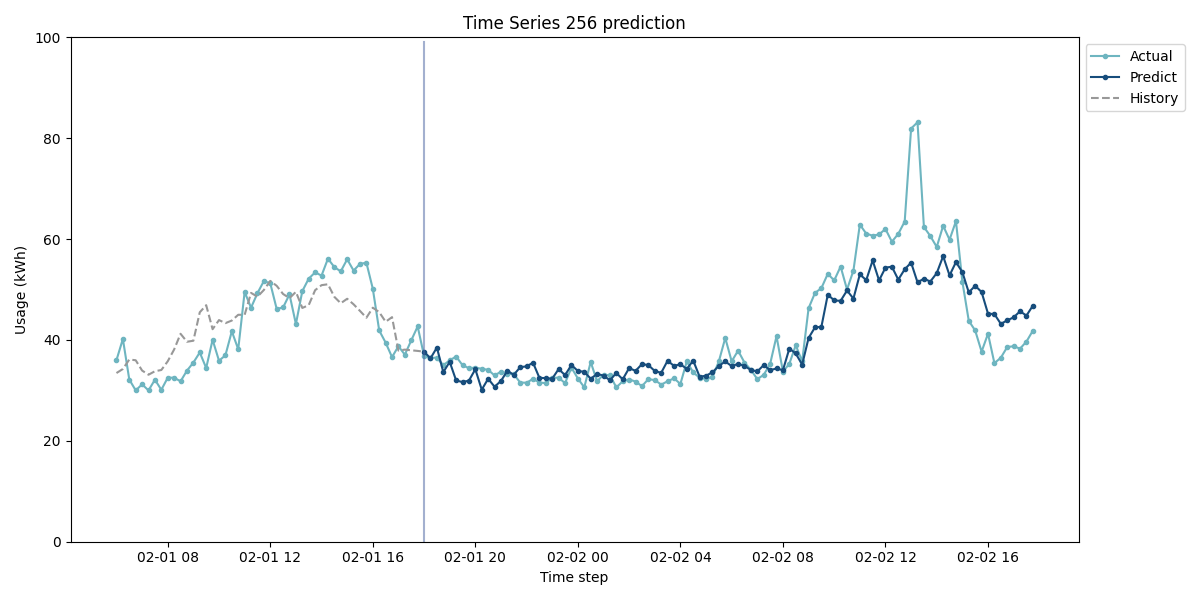 Time Series 256 prediction
Usage (kWh)
100
80
60
40
20
0
02-01 08
02-01 12
02-01 16
02-01 20
02-02 00
02-02 04
02-02 08
02-02 12
02-02 16
Time step
Actual
Predict
History